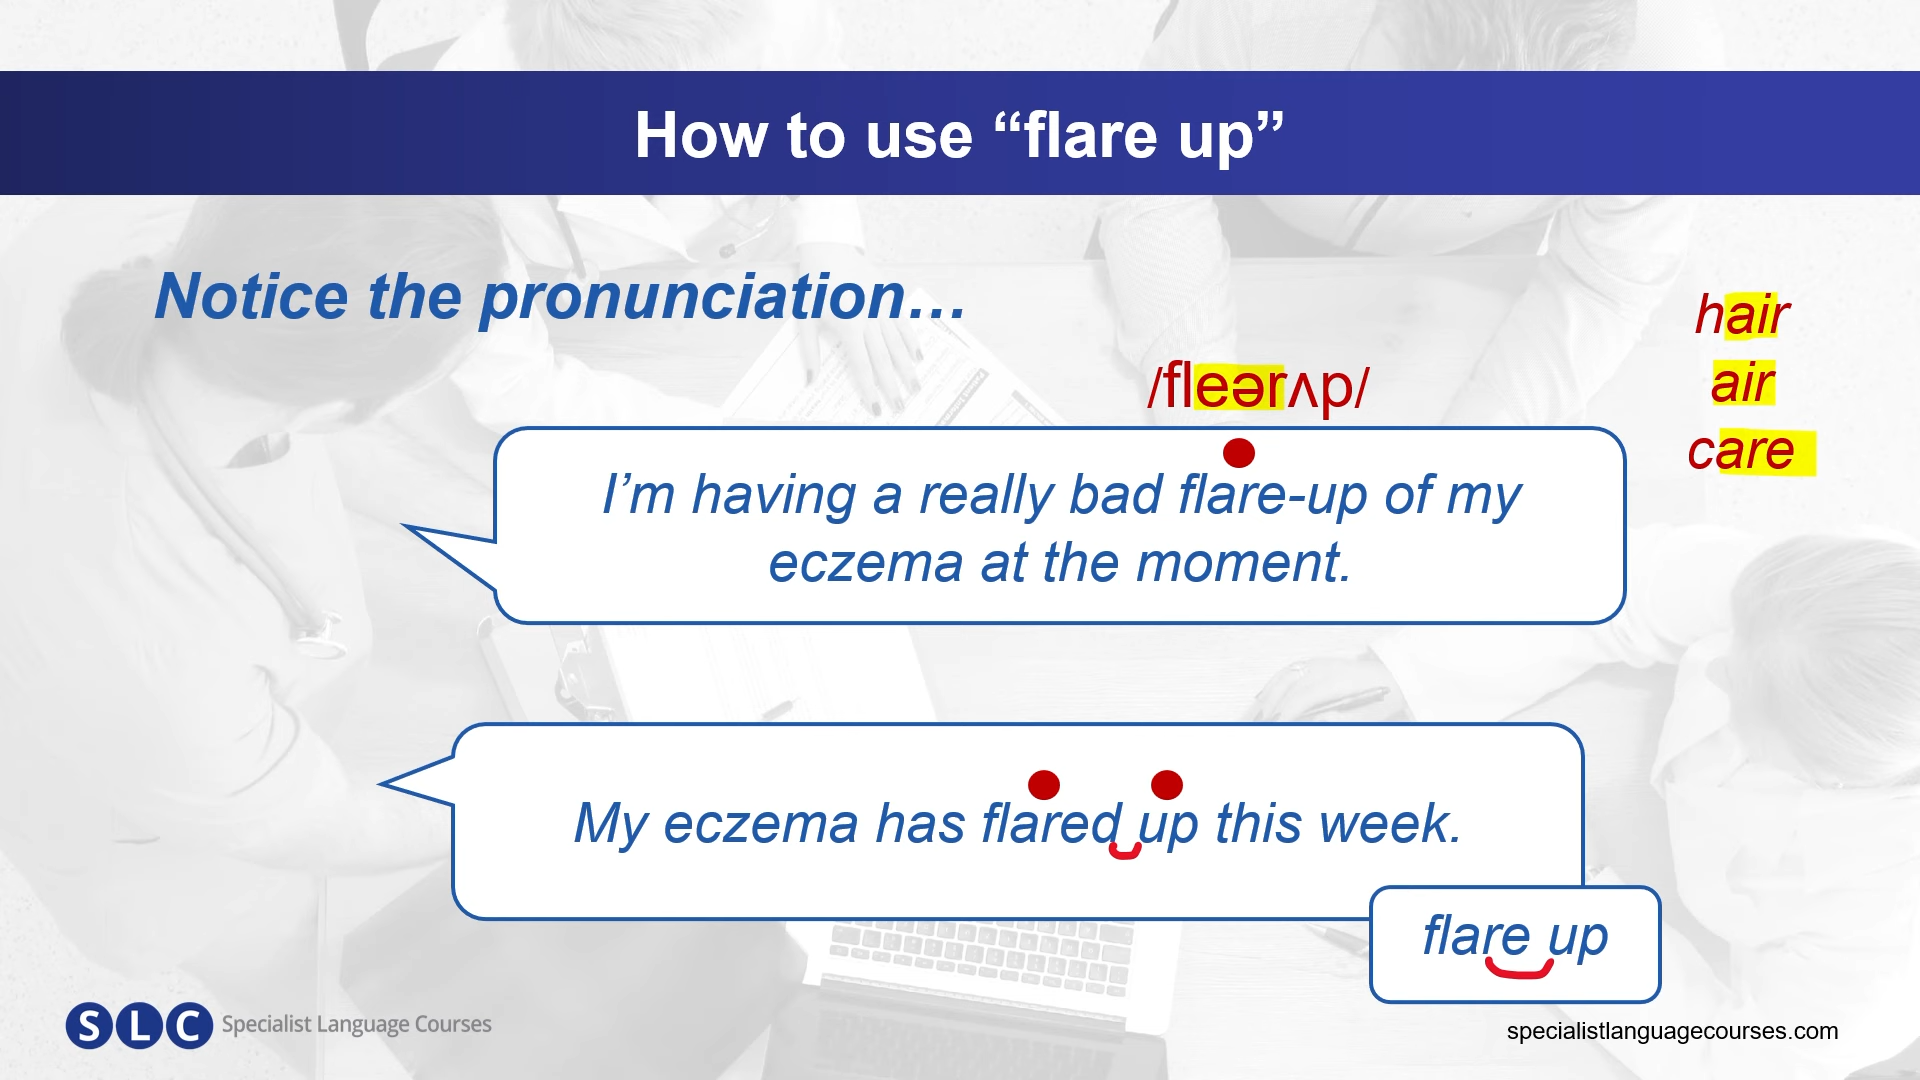 How to use “flare up”
Notice the pronunciation…
hair
air
care
/fleərʌp/
I’m having a really bad flare-up of my
eczema at the moment.
My eczema has flared up this week.
flare up
SLC Specialist Language Courses
specialistlanguagecourses.com